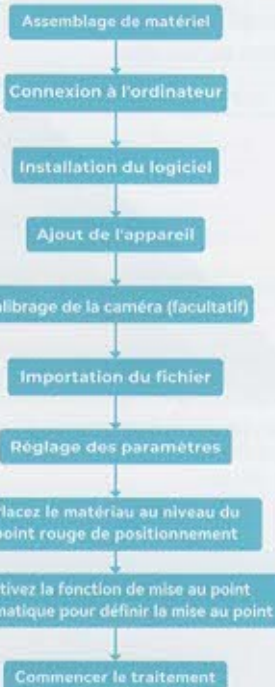 Assemblage de matériel
Connexion à l'ordinateur
Installation du logiciel
Ajout de l'appareil
librage de la caméra (facultatif)
Importation du fichier
Réglage des paramètres
lacez le matériau au niveau du
point rouge de positionnement
tivez la fonction de mise au point
matique pour définir la mise au point
Commencer le traitement